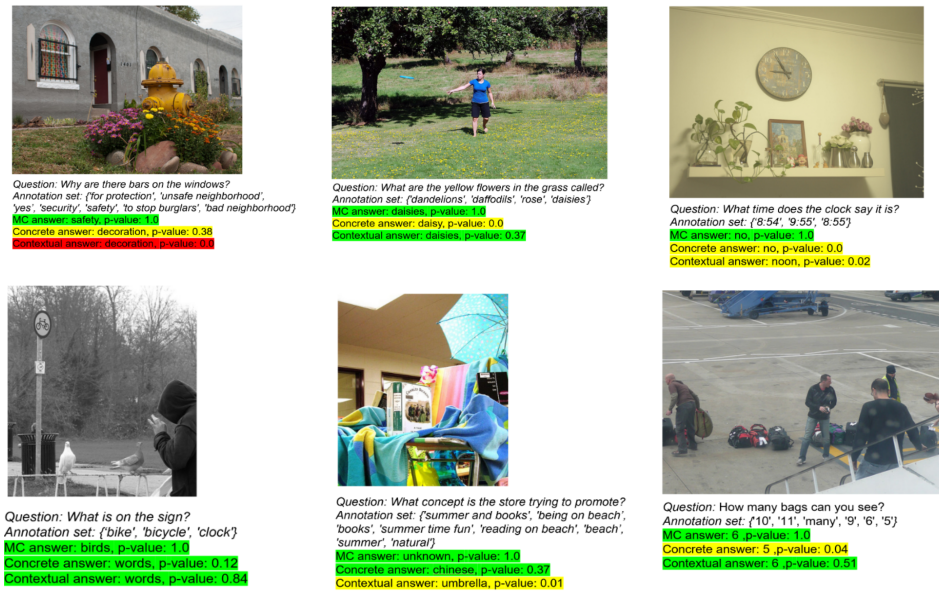 Question: Why are there bars on the windows?
Annotation set: {'for protection', 'unsafe neighborhood',
'yes', 'security', 'safety', 'to stop burglars', 'bad neighborhood'}
MC answer: safety, p-value: 1.0
Concrete answer: decoration, p-value: 0.38
Contextual answer: decoration, p-value: 0.0
Question: What are the yellow flowers in the grass called?
Annotation set: {'dandelions', 'daffodils', 'rose', 'daisies'}
MC answer: daisies, p-value: 1.0
Concrete answer: daisy, p-value: 0.0
Contextual answer: daisies, p-value: 0.37
Question: What time does the clock say it is?
Annotation set: {'8:54', '9:55', '8:55'}
MC answer: no, p-value: 1.0
Concrete answer: no, p-value: 0.0
Contextual answer: noon, p-value: 0.02
Question: What is on the sign?
Annotation set: {'bike', 'bicycle', 'clock'}
MC answer: birds, p-value: 1.0
Concrete answer: words, p-value: 0.12
Contextual answer: words, p-value: 0.84
Question: What concept is the store trying to promote?
Annotation set: {'summer and books', 'being on beach',
'books', 'summer time fun', 'reading on beach', 'beach',
'summer', 'natural'}
MC answer: unknown, p-value: 1.0
Concrete answer: chinese, p-value: 0.37
Contextual answer: umbrella, p-value: 0.01
Question: How many bags can you see?
Annotation set: {'10', '11', 'many', '9', '6', '5'}
MC answer: 6 ,p-value: 1.0
Concrete answer: 5 ,p-value: 0.04
Contextual answer: 6 ,p-value: 0.51